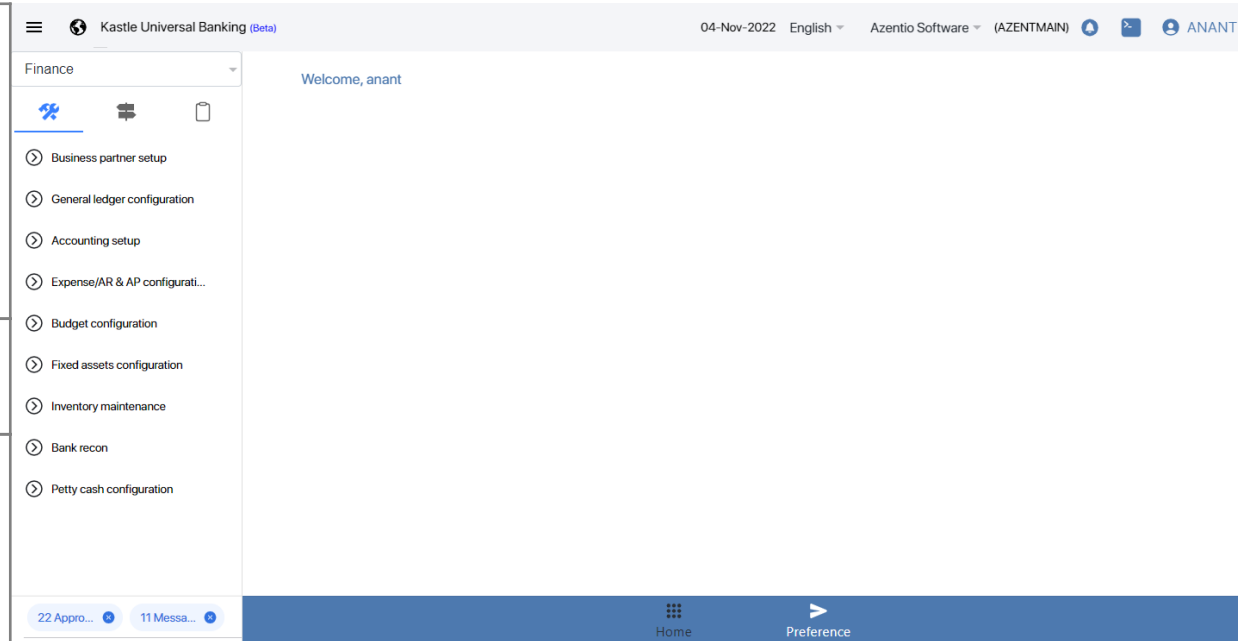 Kastle Universal Banking (Beta)
04-Nov-2022 English Azentio Software (AZENTMAIN) ANANT
Finance
Welcome, anant
Business partner setup
General ledger configuration
Accounting setup
Expense/AR & AP configurati...
Budget configuration
Fixed assets configuration
Inventory maintenance
Bank recon
Petty cash configuration
22 Appro... 11 Messa...
Home Preference